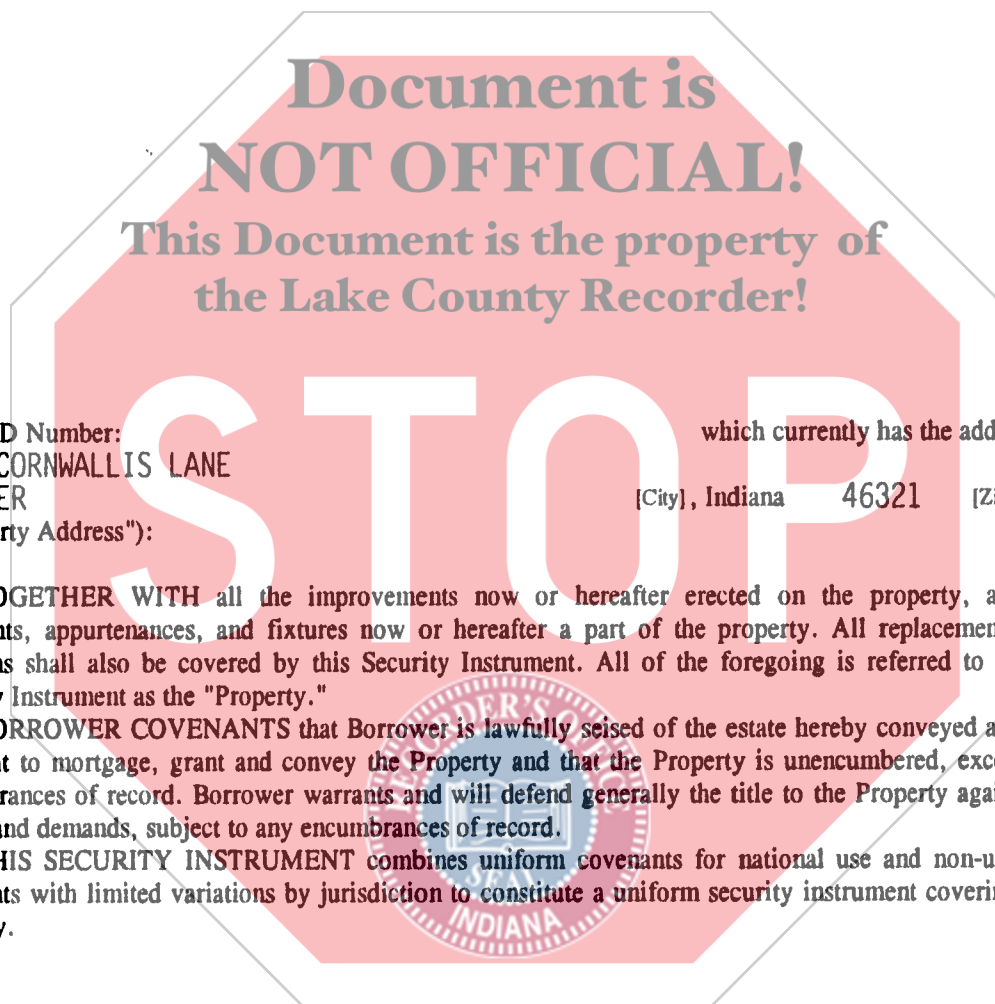 Document is
NOT OFFICIAL!
This Document is the property of
the Lake County Recorder!
STOP
D Number: which currently has the add
CORNWALLIS LANE
ER [City], Indiana 46321 [Zi
rty Address"):
OGETHER WITH all the improvements now or hereafter erected on the property, a
nts, appurtenances, and fixtures now or hereafter a part of the property. All replacemen
ns shall also be covered by this Security Instrument. All of the foregoing is referred to
y Instrument as the "Property."
ORROWER COVENANTS that Borrower is lawfully seised of the estate hereby conveyed a
t to mortgage, grant and convey the Property and that the Property is unencumbered, exc
rances of record. Borrower warrants and will defend generally the title to the Property agai
and demands, subject to any encumbrances of record.
HIS SECURITY INSTRUMENT combines uniform covenants for national use and non-u
nts with limited variations by jurisdiction to constitute a uniform security instrument coveri
y.
RECORDER'S OFFICE
SEAL
INDIANA